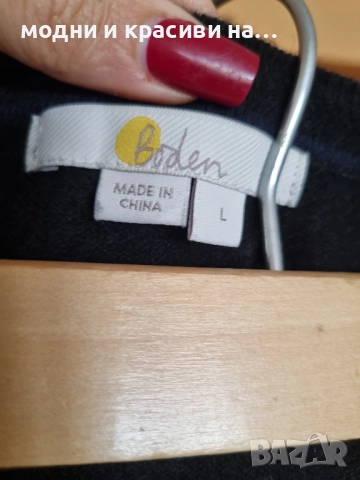 модни и красиви на...
Boden
MADE IN
CHINA
L
BAZAR